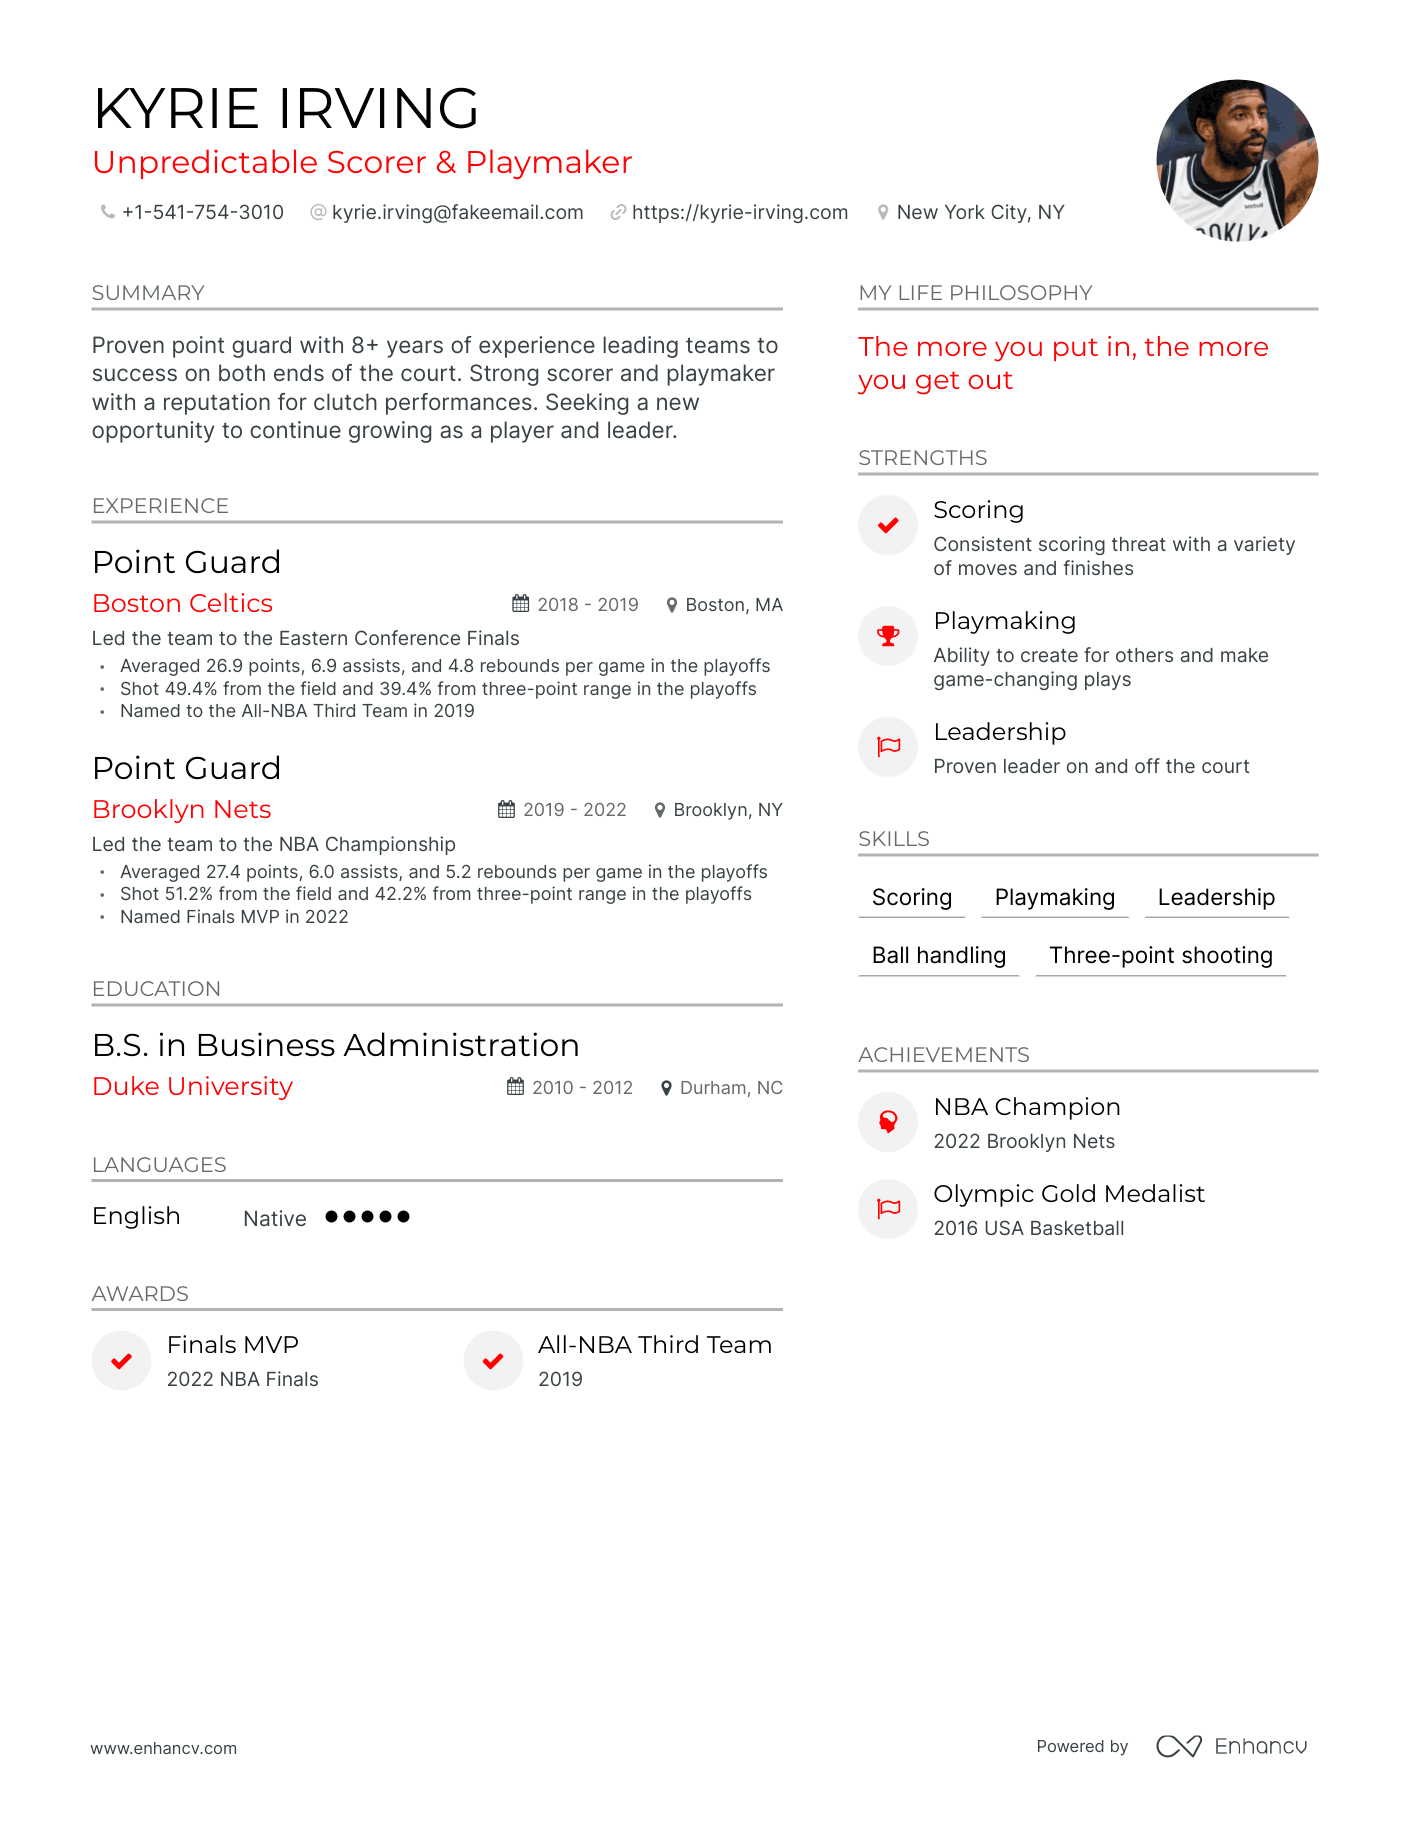 KYRIE IRVING
Unpredictable Scorer & Playmaker
+1-541-754-3010 @ kyrie.irving@fakeemail.com https://kyrie-irving.com New York City, NY
OKLY
SUMMARY
Proven point guard with 8+ years of experience leading teams to
success on both ends of the court. Strong scorer and playmaker
with a reputation for clutch performances. Seeking a new
opportunity to continue growing as a player and leader.
EXPERIENCE
Point Guard
Boston Celtics 2018 - 2019 Boston, MA
Led the team to the Eastern Conference Finals
• Averaged 26.9 points, 6.9 assists, and 4.8 rebounds per game in the playoffs
• Shot 49.4% from the field and 39.4% from three-point range in the playoffs
• Named to the All-NBA Third Team in 2019
Point Guard
Brooklyn Nets 2019 - 2022 Brooklyn, NY
Led the team to the NBA Championship
• Averaged 27.4 points, 6.0 assists, and 5.2 rebounds per game in the playoffs
• Shot 51.2% from the field and 42.2% from three-point range in the playoffs
• Named Finals MVP in 2022
EDUCATION
B.S. in Business Administration
Duke University 2010 - 2012 Durham, NC
LANGUAGES
English Native
AWARDS
Finals MVP
2022 NBA Finals
All-NBA Third Team
2019
MY LIFE PHILOSOPHY
The more you put in, the more
you get out
STRENGTHS
Scoring
Consistent scoring threat with a variety
of moves and finishes
Playmaking
Ability to create for others and make
game-changing plays
Leadership
Proven leader on and off the court
SKILLS
Scoring Playmaking Leadership
Ball handling Three-point shooting
ACHIEVEMENTS
NBA Champion
2022 Brooklyn Nets
Olympic Gold Medalist
2016 USA Basketball
www.enhancv.com
Powered by Enhancv